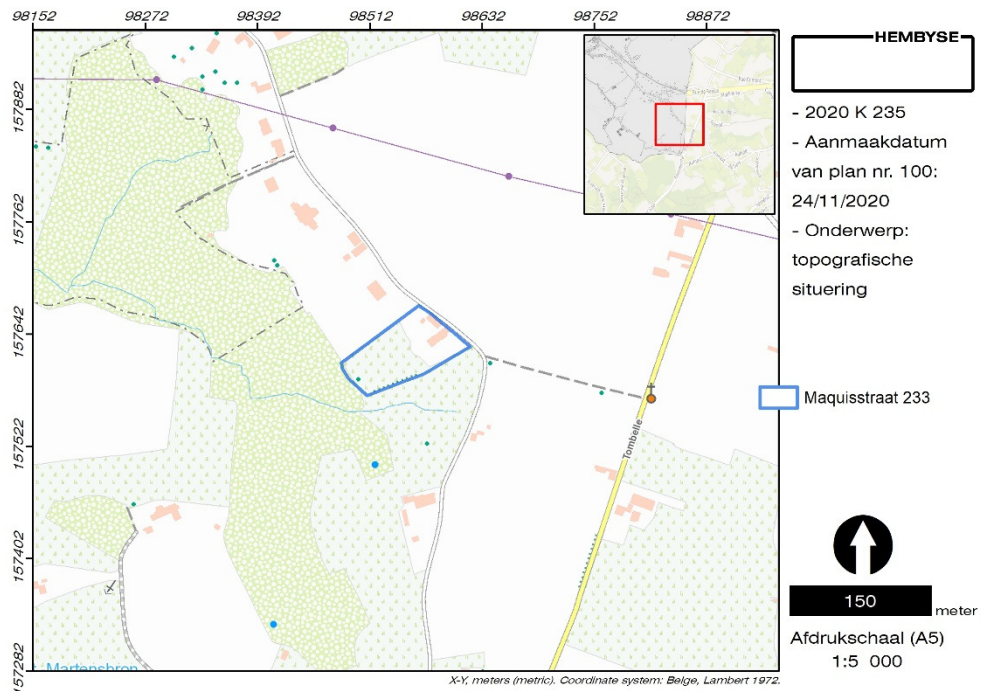 98152 98272 98392 98512 98632 98752 98872
157882
157762
157642
157522
157402
157282
Tombelle
Martensbron
X-Y, meters (metric). Coordinate system: Belge, Lambert 1972.
HEMBYSE
- 2020 K 235
- Aanmaakdatum
van plan nr. 100:
24/11/2020
- Onderwerp:
topografische
situering
Maquisstraat 233
150 meter
Afdrukschaal (A5)
1:5 000